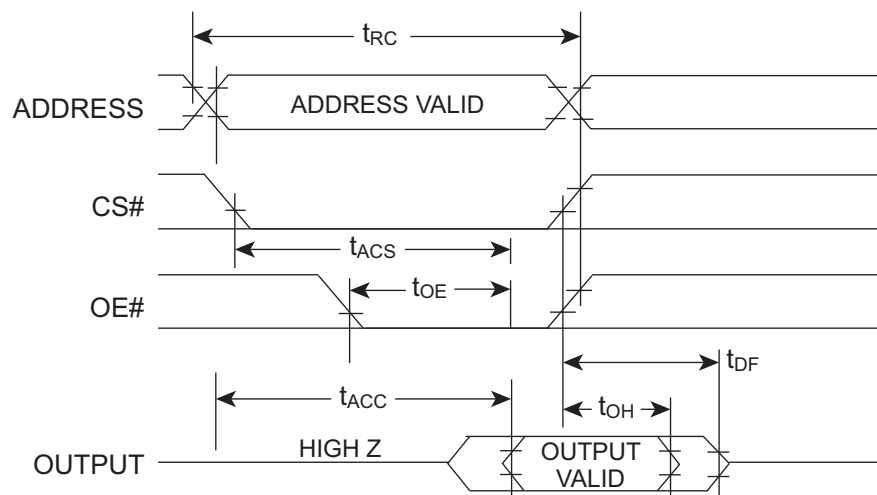 tRC
ADDRESS
ADDRESS VALID
CS#
tACS
OE#
tOE
tDF
tACC
tOH
OUTPUT
HIGH Z
OUTPUT
VALID